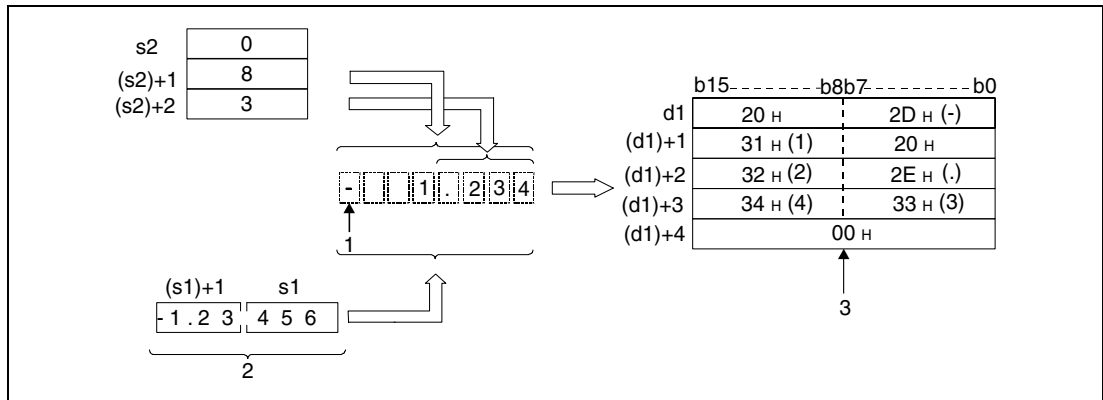 s2 0
(s2)+1 8
(s2)+2 3
- 1 . 2 3 4
1
(s1)+1 s1
-1.2 3 4 5 6
2
b15 b8b7 b0
d1 20 H 2D H (-)
(d1)+1 31 H (1) 20 H
(d1)+2 32 H (2) 2E H (.)
(d1)+3 34 H (4) 33 H (3)
(d1)+4 00 H
3